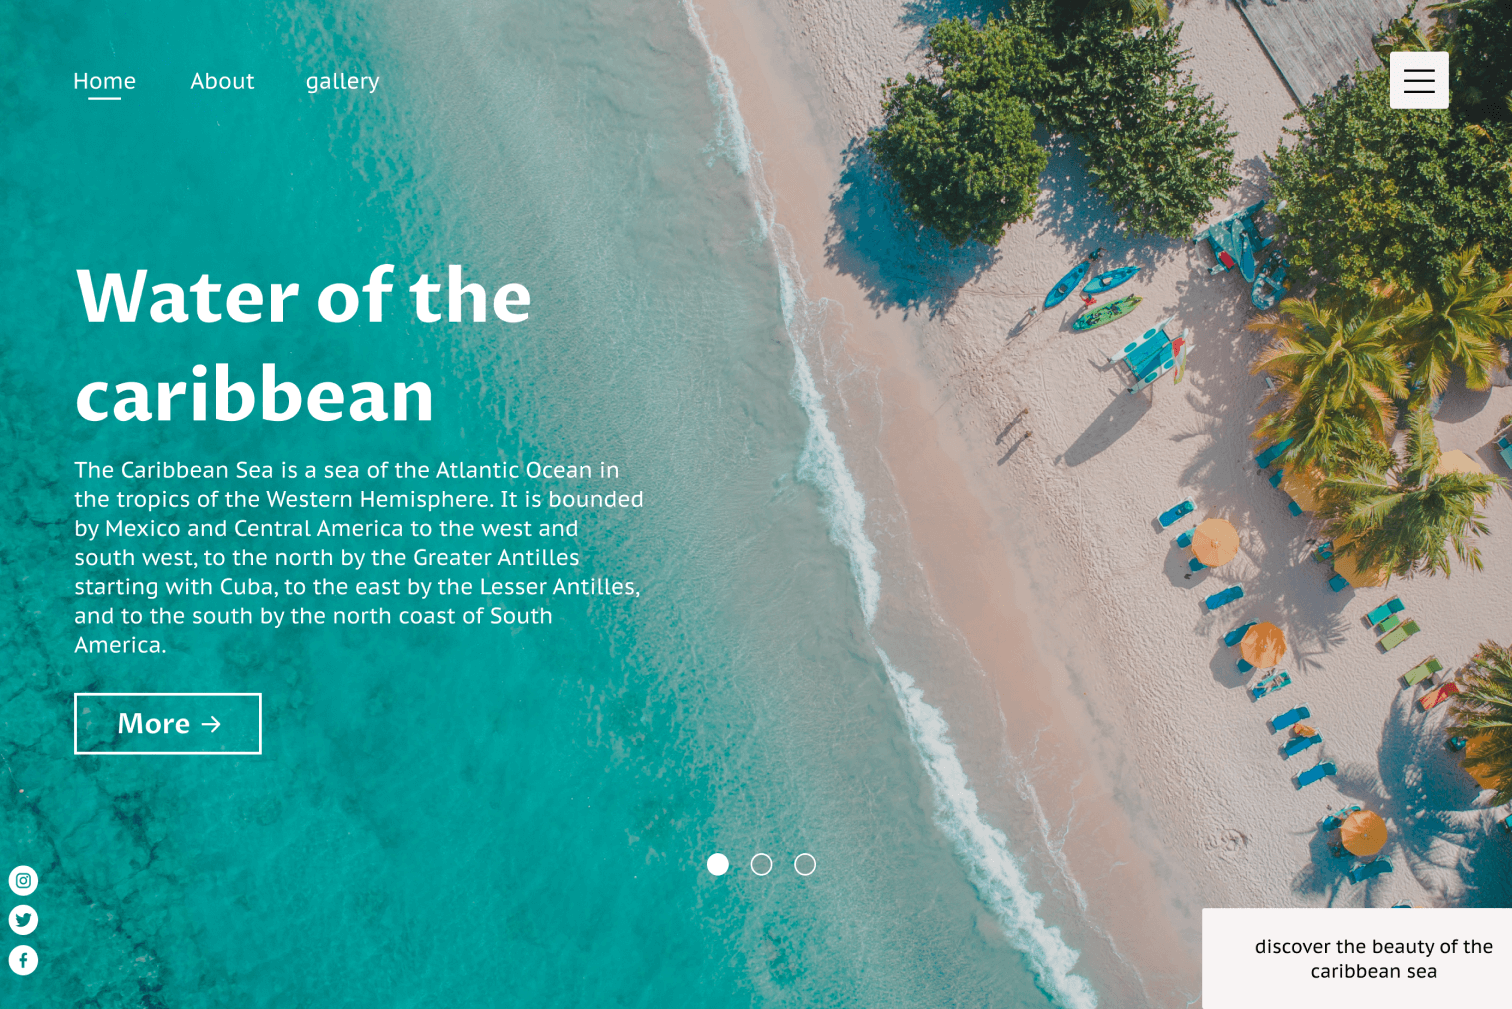 Home About gallery
Water of the
caribbean
The Caribbean Sea is a sea of the Atlantic Ocean in
the tropics of the Western Hemisphere. It is bounded
by Mexico and Central America to the west and
south west, to the north by the Greater Antilles
starting with Cuba, to the east by the Lesser Antilles,
and to the south by the north coast of South
America.
More →
discover the beauty of the
caribbean sea